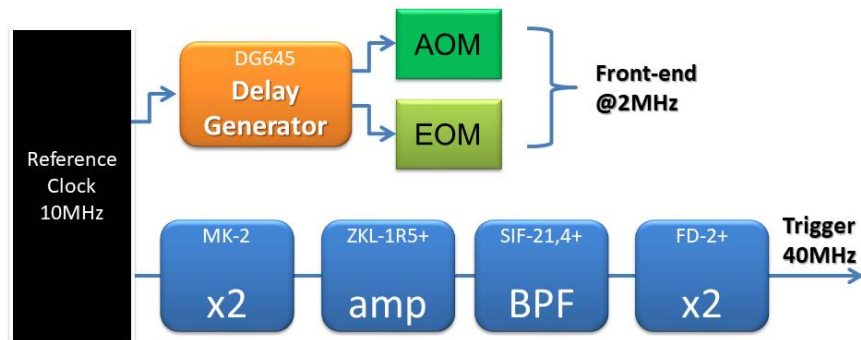 Reference
Clock
10MHz
DG645
Delay
Generator
AOM
EOM
Front-end
@2MHz
MK-2
x2
ZKL-1R5+
amp
SIF-21,4+
BPF
FD-2+
x2
Trigger
40MHz